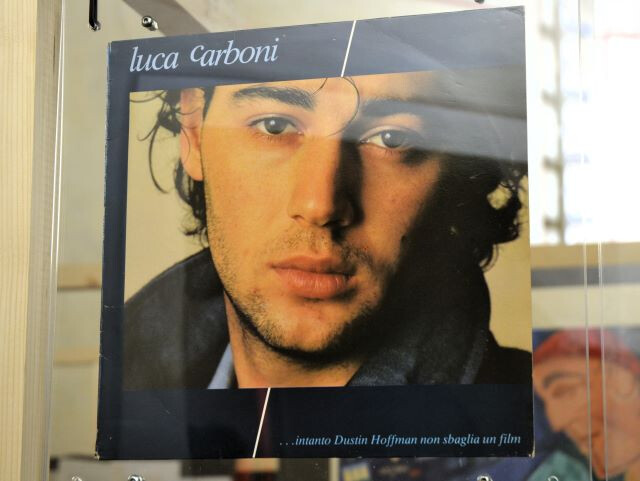 luca carboni
...intanto Dustin Hoffman non sbaglia un film